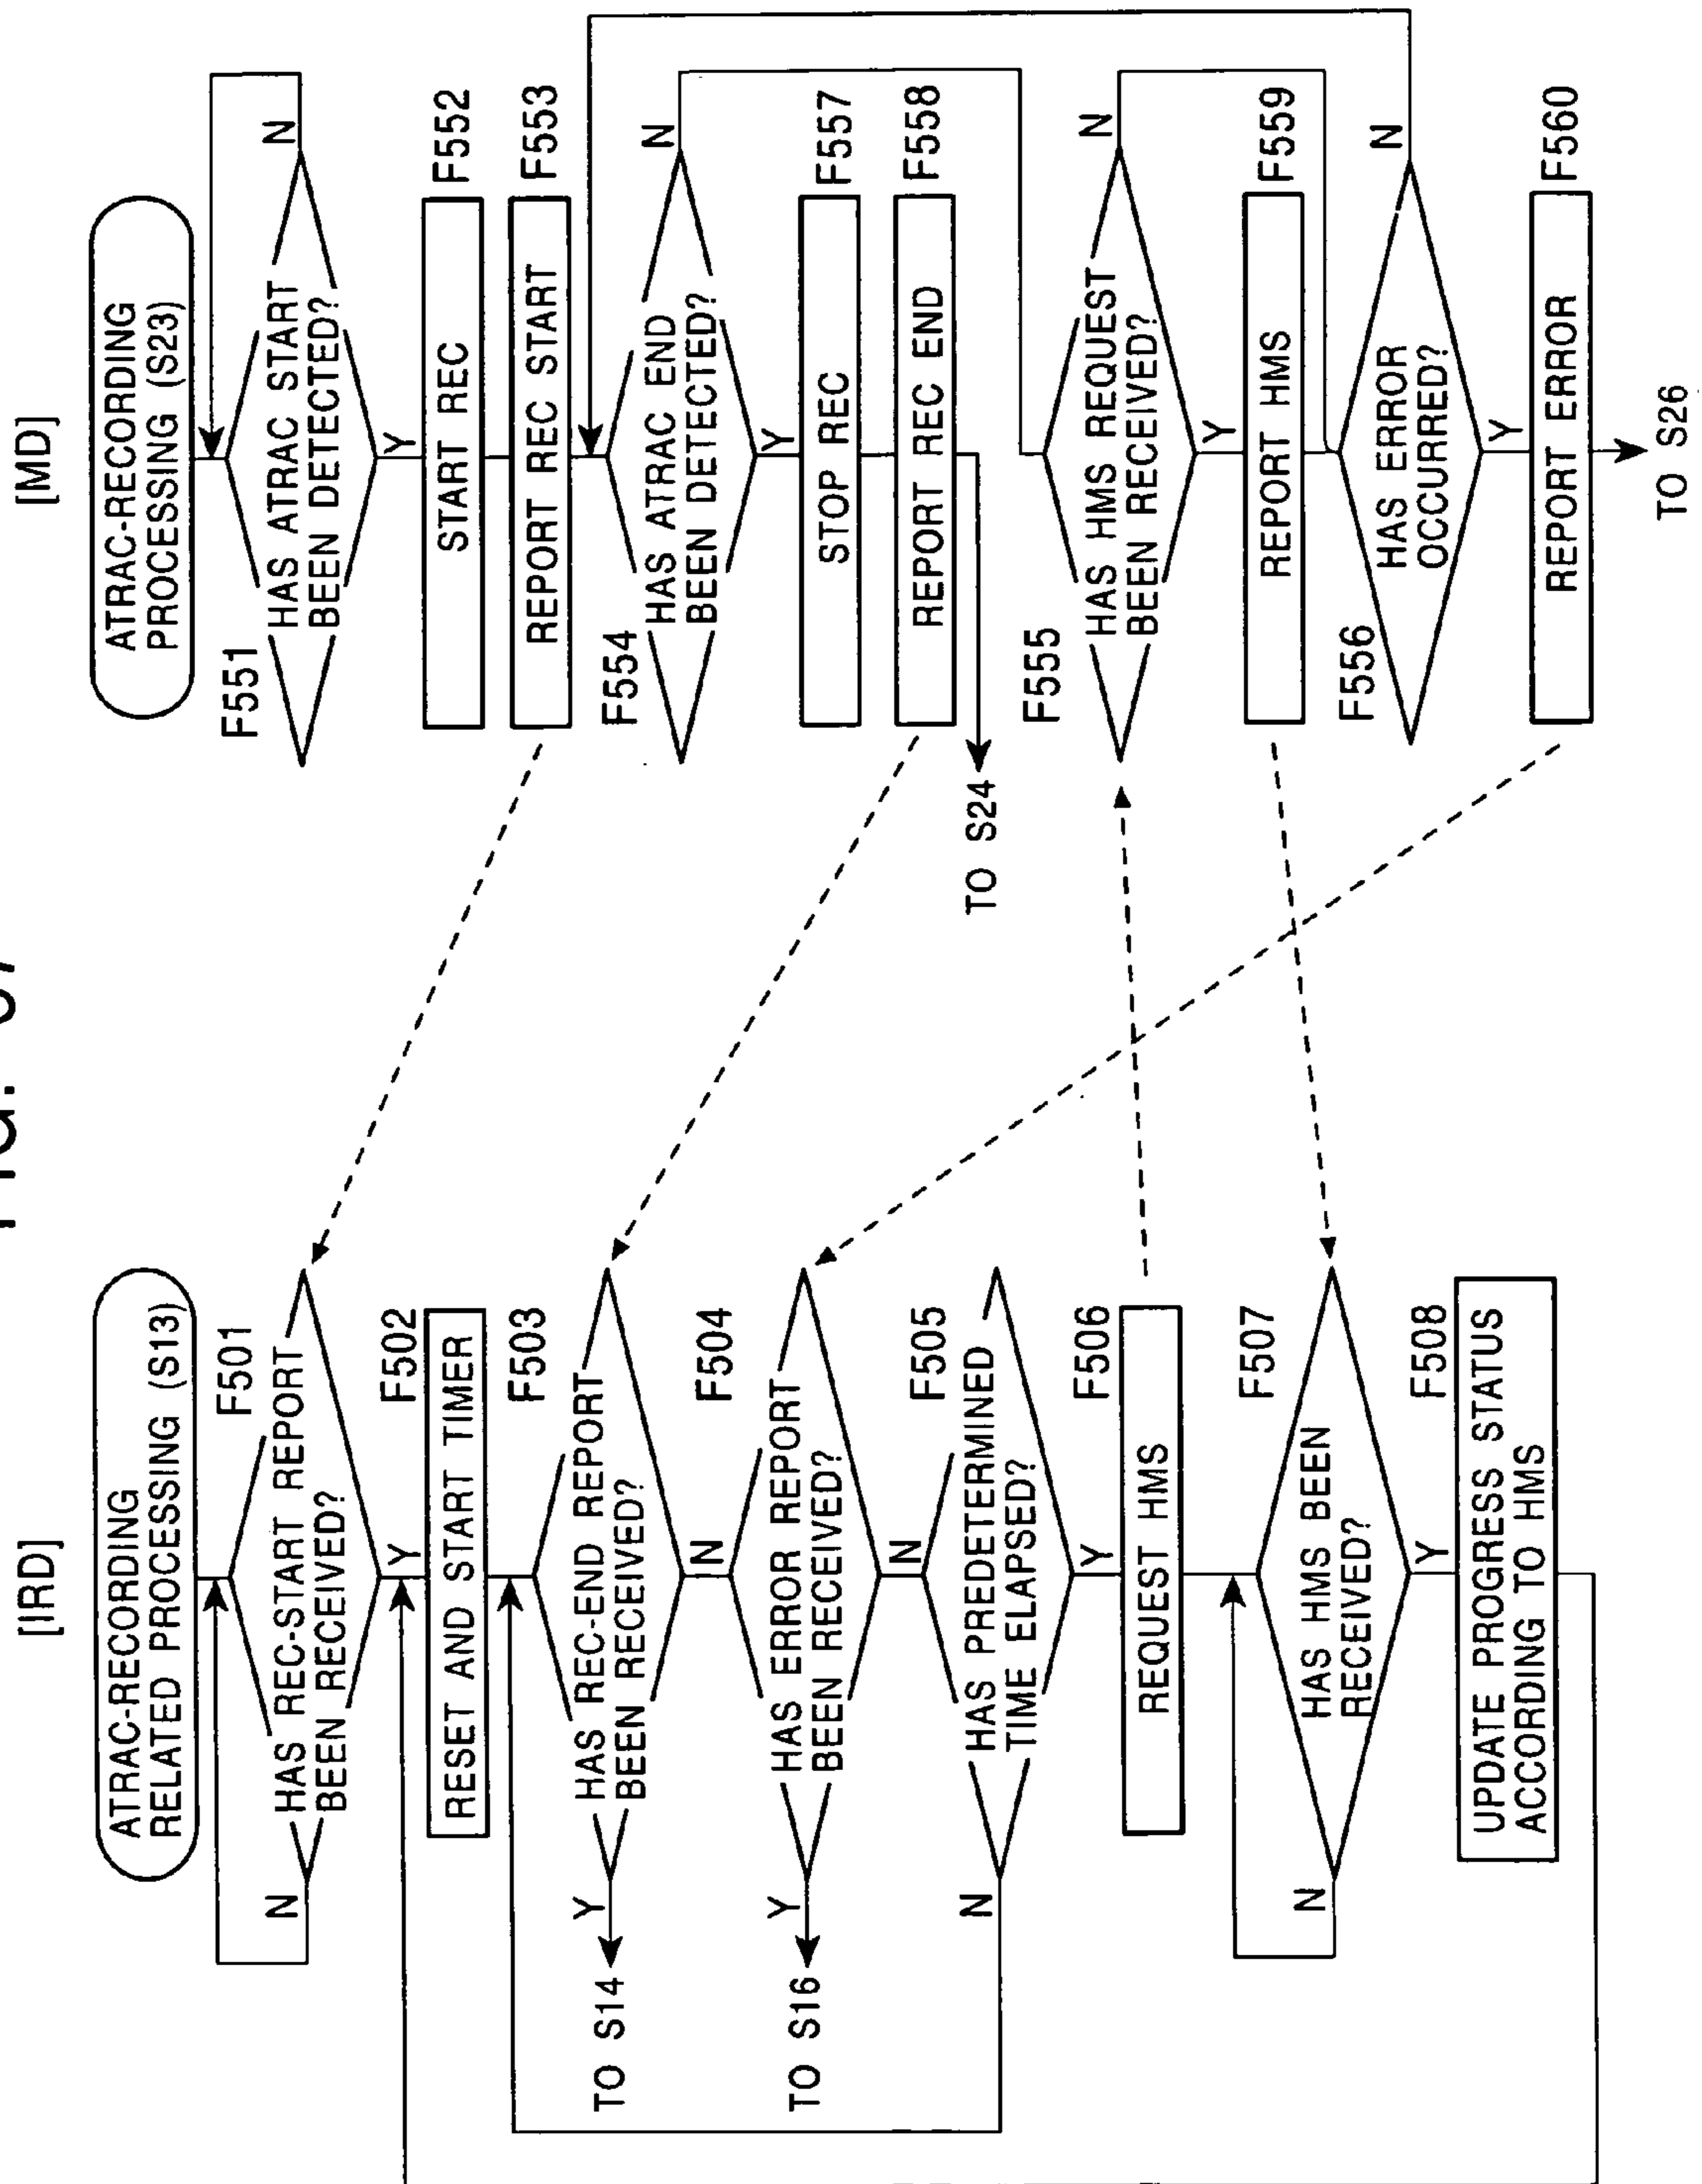 [IRD]
ATRAC-RECORDING
RELATED PROCESSING (S13)
F501
HAS REC-START REPORT
BEEN RECEIVED?
N
Y
F502
RESET AND START TIMER
F503
HAS REC-END REPORT
BEEN RECEIVED?
Y
TO S14
N
F504
HAS ERROR REPORT
BEEN RECEIVED?
Y
TO S16
N
F505
HAS PREDETERMINED
TIME ELAPSED?
N
Y
F506
REQUEST HMS
F507
HAS HMS BEEN
RECEIVED?
N
Y
F508
UPDATE PROGRESS STATUS
ACCORDING TO HMS
[MD]
ATRAC-RECORDING
PROCESSING (S23)
F551
HAS ATRAC START
BEEN DETECTED?
N
Y
START REC
F552
REPORT REC START
F553
F554
HAS ATRAC END
BEEN DETECTED?
N
Y
STOP REC
F557
REPORT REC END
F558
TO S24
F555
HAS HMS REQUEST
BEEN RECEIVED?
N
Y
REPORT HMS
F559
F556
HAS ERROR
OCCURRED?
N
Y
REPORT ERROR
F560
TO S26